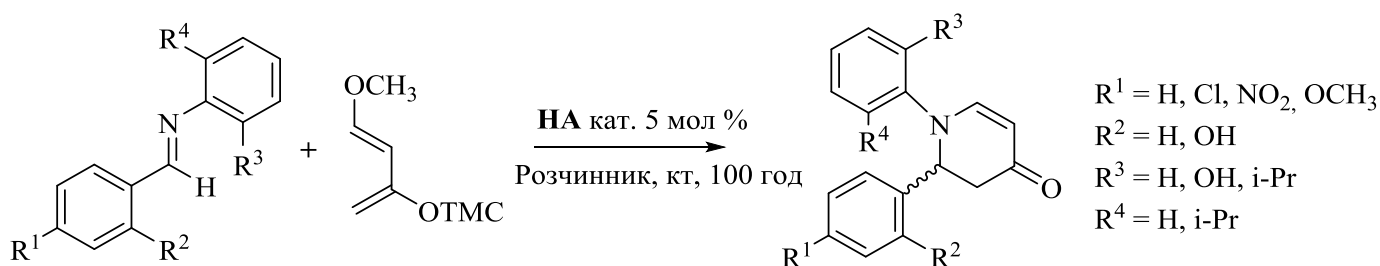 R⁴
N
R³
H
R¹
R²
+
OCH₃
OTMC
HA кат. 5 мол %
Розчинник, кт, 100 год
R³
R⁴
N
O
R¹
R²
R¹ = H, Cl, NO₂, OCH₃
R² = H, OH
R³ = H, OH, i-Pr
R⁴ = H, i-Pr